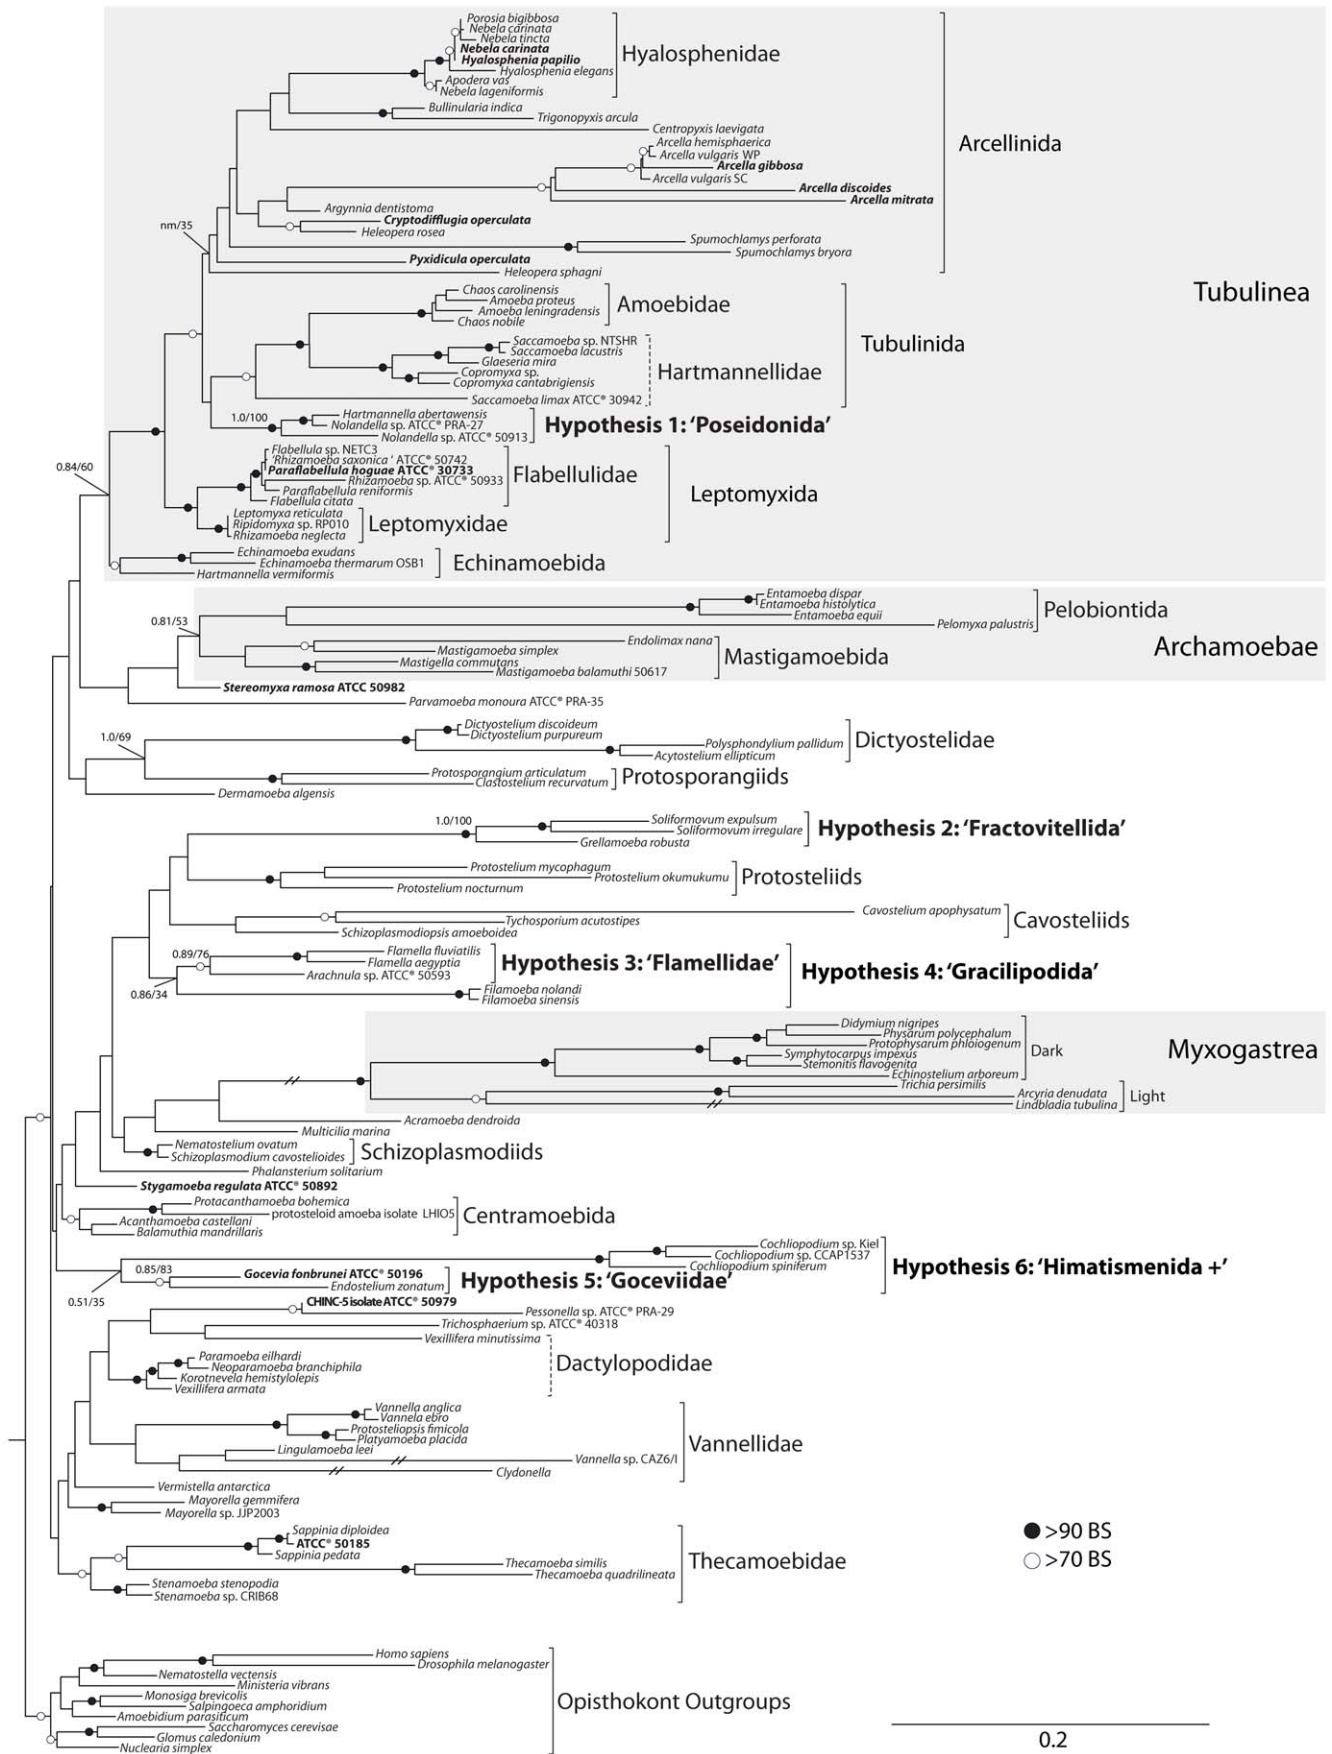 Porosia bigibbosa
Nebela carinata
Nebela tincta
Nebela carinata
Hyalosphenia papilio
Hyalosphenia elegans
Apodera vas
Nebela lageniformis
Hyalosphenidae
Bullinularia indica
Trigonopyxis arcula
Centropyxis laevigata
Arcella hemisphaerica
Arcella vulgaris WP
Arcella gibbosa
Arcella vulgaris SC
Arcella discoides
Arcella mitrata
Arcellinida
Argynnia dentistoma
Cryptodifflugia operculata
Heleopera rosea
nm/35
Spumochlamys perforata
Spumochlamys bryora
Pyxidicula operculata
Heleopera sphagni
Tubulinea
Chaos carolinensis
Amoeba proteus
Amoeba leningradensis
Chaos nobile
Amoebidae
Saccamoeba sp. NTSHR
Saccamoeba lacustris
Glaeseria mira
Copromyxa sp.
Copromyxa cantabrigiensis
Saccamoeba limax ATCC® 30942
Hartmannellidae
Tubulinida
1.0/100
Hartmannella abertawensis
Nolandella sp. ATCC® PRA-27
Nolandella sp. ATCC® 50913
Hypothesis 1: ‘Poseidonida’
Flabellula sp. NETC3
‘Rhizamoeba saxonica ’ ATCC® 50742
Paraflabellula hoguae ATCC® 30733
Rhizamoeba sp. ATCC® 50933
Paraflabellula reniformis
Flabellula citata
Flabellulidae
Leptomyxa reticulata
Ripidomyxa sp. RP010
Rhizamoeba neglecta
Leptomyxidae
Leptomyxida
0.84/60
Echinamoeba exudans
Echinamoeba thermarum OSB1
Hartmannella vermiformis
Echinamoebida
Entamoeba dispar
Entamoeba histolytica
Entamoeba equii
Pelomyxa palustris
Pelobiontida
0.81/53
Endolimax nana
Mastigamoeba simplex
Mastigella commutans
Mastigamoeba balamuthi 50617
Mastigamoebida
Archamoebae
Stereomyxa ramosa ATCC 50982
Parvamoeba monoura ATCC® PRA-35
1.0/69
Dictyostelium discoideum
Dictyostelium purpureum
Polysphondylium pallidum
Acytostelium ellipticum
Dictyostelidae
Protosporangium articulatum
Clastostelium recurvatum
Protosporangiids
Dermamoeba algensis
1.0/100
Soliformovum expulsum
Soliformovum irregulare
Grellamoeba robusta
Hypothesis 2: ‘Fractovitellida’
Protostelium mycophagum
Protostelium okumukumu
Protostelium nocturnum
Protosteliids
Cavostelium apophysatum
Tychosporium acutostipes
Schizoplasmodiopsis amoeboidea
Cavosteliids
0.89/76
Flamella fluviatilis
Flamella aegyptia
Arachnula sp. ATCC® 50593
Hypothesis 3: ‘Flamellidae’
Hypothesis 4: ‘Gracilipodida’
0.86/34
Filamoeba nolandi
Filamoeba sinensis
Didymium nigripes
Physarum polycephalum
Protophysarum phloiogenum
Symphytocarpus impexus
Stemonitis flavogenita
Echinostelium arboreum
Dark
Myxogastrea
Trichia persimilis
Arcyria denudata
Lindbladia tubulina
Light
Acramoeba dendroida
Multicilia marina
Nematostelium ovatum
Schizoplasmodium cavostelioides
Schizoplasmodiids
Phalansterium solitarium
Stygamoeba regulata ATCC® 50892
Protacanthamoeba bohemica
protosteloid amoeba isolate LHIO5
Acanthamoeba castellani
Balamuthia mandrillaris
Centramoebida
Cochliopodium sp. Kiel
Cochliopodium sp. CCAP1537
Cochliopodium spiniferum
0.85/83
Gocevia fonbrunei ATCC® 50196
Endostelium zonatum
Hypothesis 5: ‘Goceviidae’
Hypothesis 6: ‘Himatismenida +’
0.51/35
CHINC-5 isolate ATCC® 50979
Pessonella sp. ATCC® PRA-29
Trichosphaerium sp. ATCC® 40318
Vexillifera minutissima
Paramoeba eilhardi
Neoparamoeba branchiphila
Korotnevela hemistylolepis
Vexillifera armata
Dactylopodidae
Vannella anglica
Vannela ebro
Protosteliopsis fimicola
Platyamoeba placida
Lingulamoeba leei
Vannella sp. CAZ6/I
Clydonella
Vannellidae
Vermistella antarctica
Mayorella gemmifera
Mayorella sp. JJP2003
Sappinia diploidea
ATCC® 50185
Sappinia pedata
Thecamoeba similis
Thecamoeba quadrilineata
Stenamoeba stenopodia
Stenamoeba sp. CRIB68
Thecamoebidae
>90 BS
>70 BS
Homo sapiens
Drosophila melanogaster
Nematostella vectensis
Ministeria vibrans
Monosiga brevicolis
Salpingoeca amphoridium
Amoebidium parasiticum
Saccharomyces cerevisae
Glomus caledonium
Nuclearia simplex
Opisthokont Outgroups
0.2